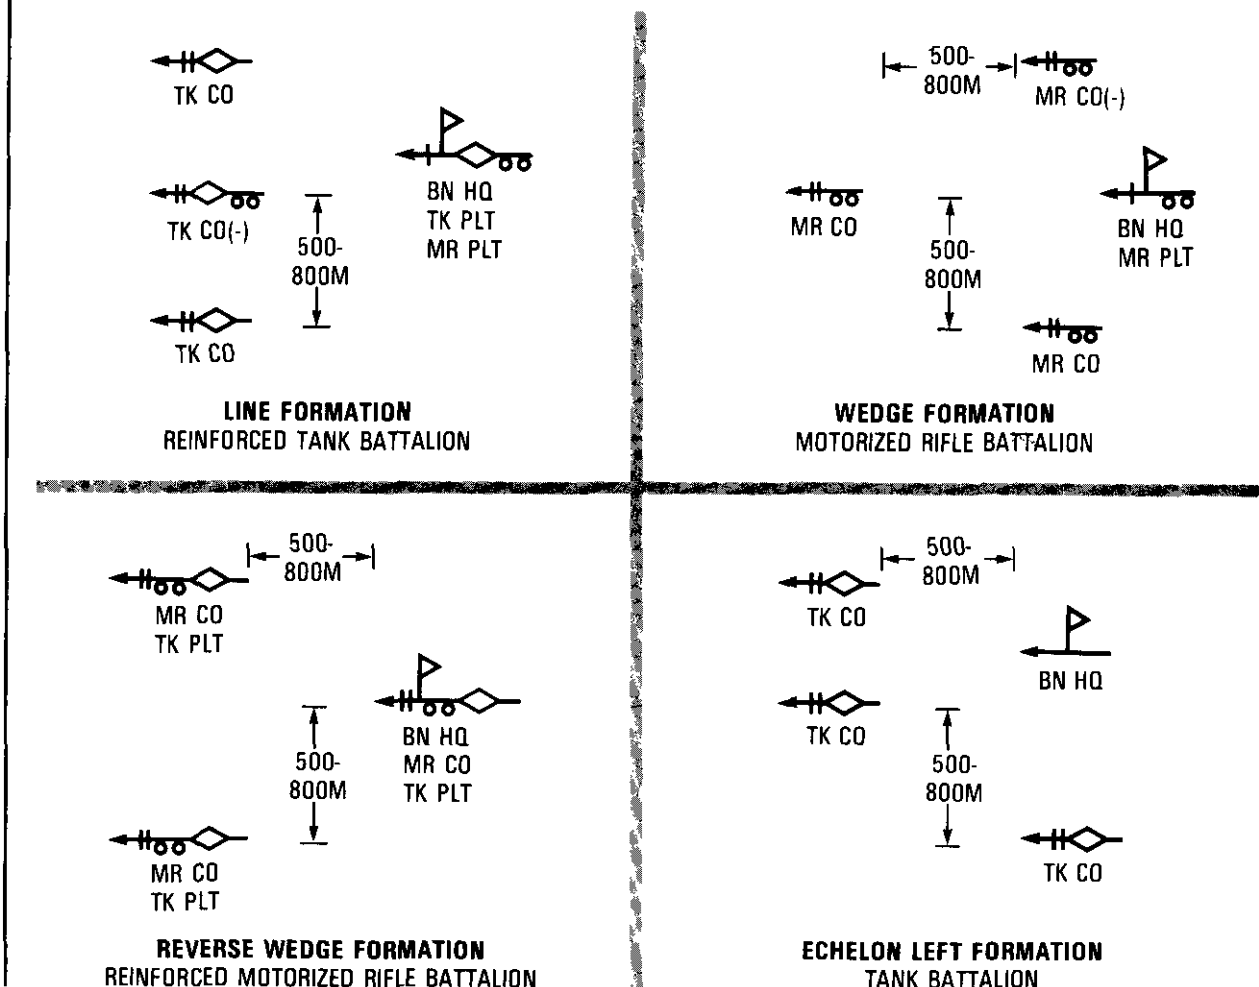 TK CO
BN HQ
TK PLT
MR PLT
TK CO(-)
500-
800M
TK CO
LINE FORMATION
REINFORCED TANK BATTALION
500-
800M
MR CO(-)
MR CO
BN HQ
MR PLT
500-
800M
MR CO
WEDGE FORMATION
MOTORIZED RIFLE BATTALION
500-
800M
MR CO
TK PLT
BN HQ
MR CO
TK PLT
500-
800M
MR CO
TK PLT
REVERSE WEDGE FORMATION
REINFORCED MOTORIZED RIFLE BATTALION
500-
800M
TK CO
BN HQ
TK CO
500-
800M
TK CO
ECHELON LEFT FORMATION
TANK BATTALION